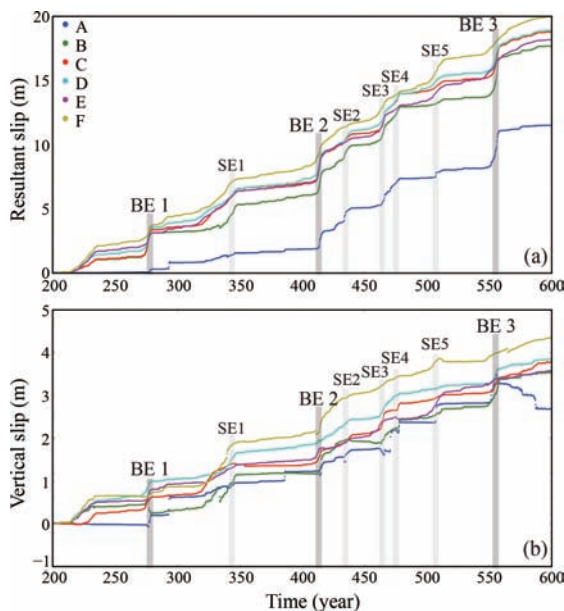 20
15
10
5
0
Resultant slip (m)
A
B
C
D
E
F
BE 1
SE1
BE 2
SE2
SE3
SE4
SE5
BE 3
(a)
200 250 300 350 400 450 500 550 600
5
4
3
2
1
0
−1
Vertical slip (m)
BE 1
SE1
BE 2
SE2
SE3
SE4
SE5
BE 3
(b)
200 250 300 350 400 450 500 550 600
Time (year)